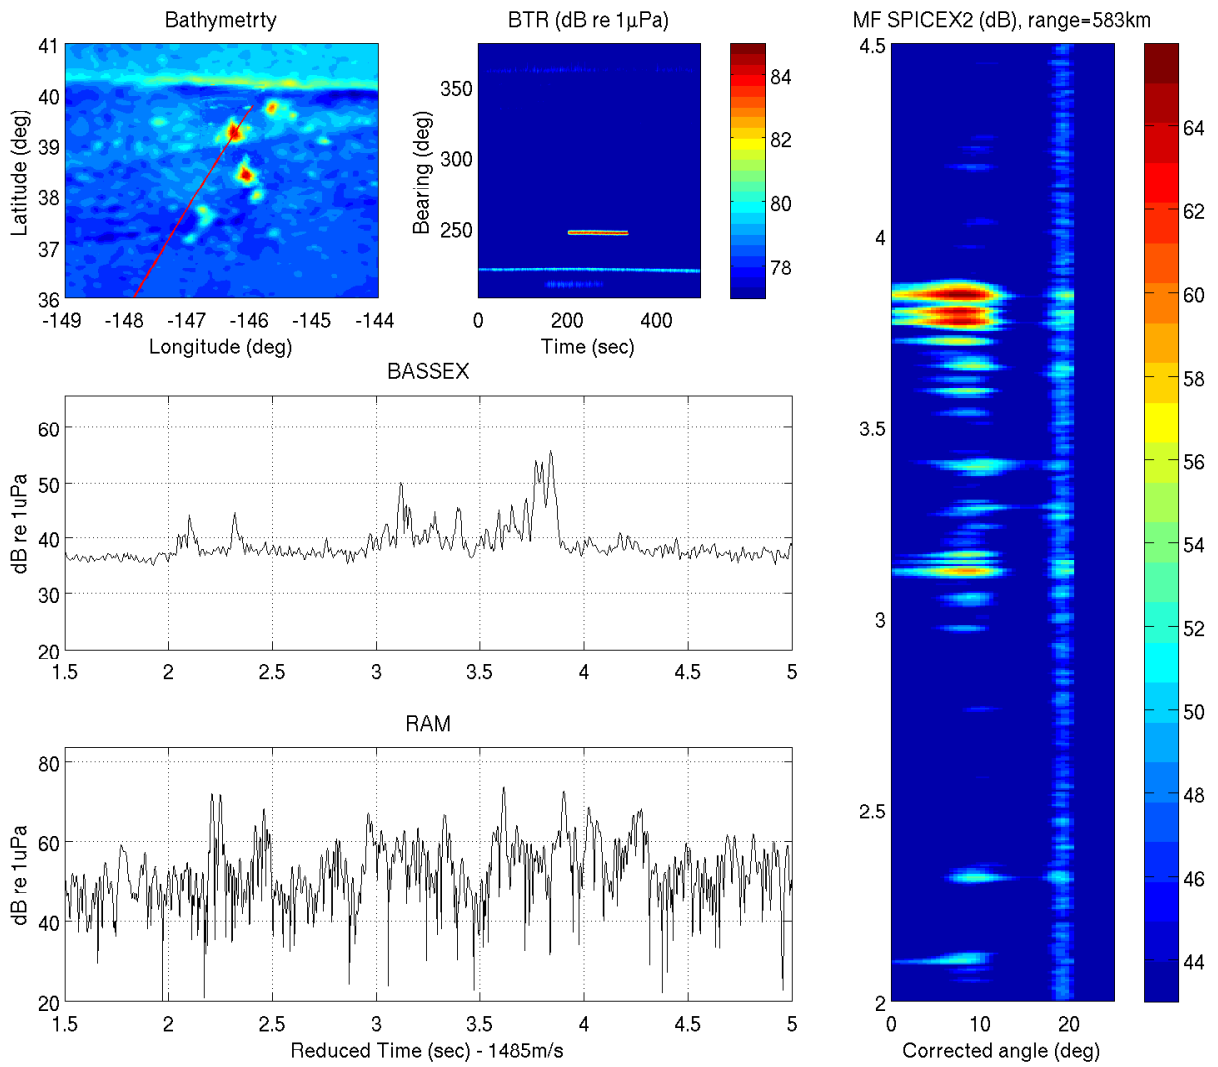 Bathymetrty
BTR (dB re 1μPa)
MF SPICEX2 (dB), range=583km
41
40
39
38
37
36
Latitude (deg)
-149 -148 -147 -146 -145 -144
Longitude (deg)
350
300
250
Bearing (deg)
0 200 400
Time (sec)
84
82
80
78
BASSEX
60
50
40
30
20
dB re 1uPa
1.5 2 2.5 3 3.5 4 4.5 5
RAM
80
60
40
20
dB re 1uPa
1.5 2 2.5 3 3.5 4 4.5 5
Reduced Time (sec) - 1485m/s
4.5
4
3.5
3
2.5
2
0 10 20
Corrected angle (deg)
64
62
60
58
56
54
52
50
48
46
44